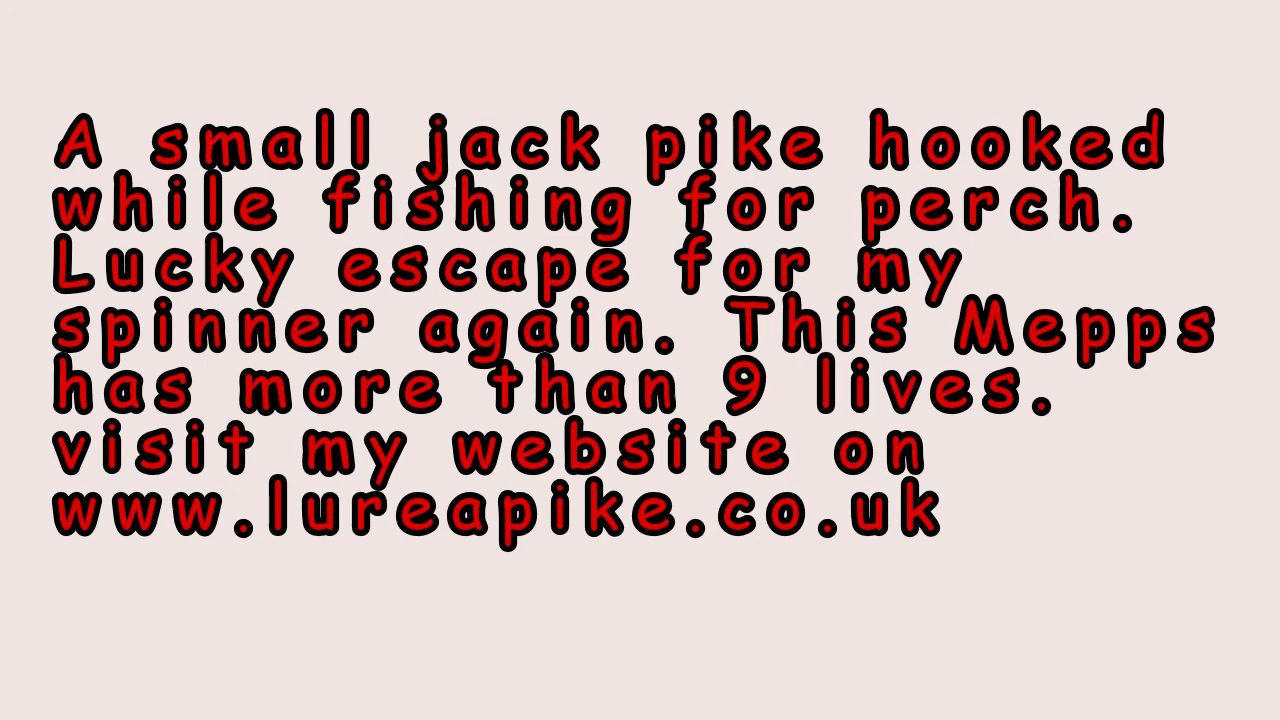 A small jack pike hooked
while fishing for perch.
Lucky escape for my
spinner again. This Mepps
has more than 9 lives.
visit my website on
www.lureapike.co.uk